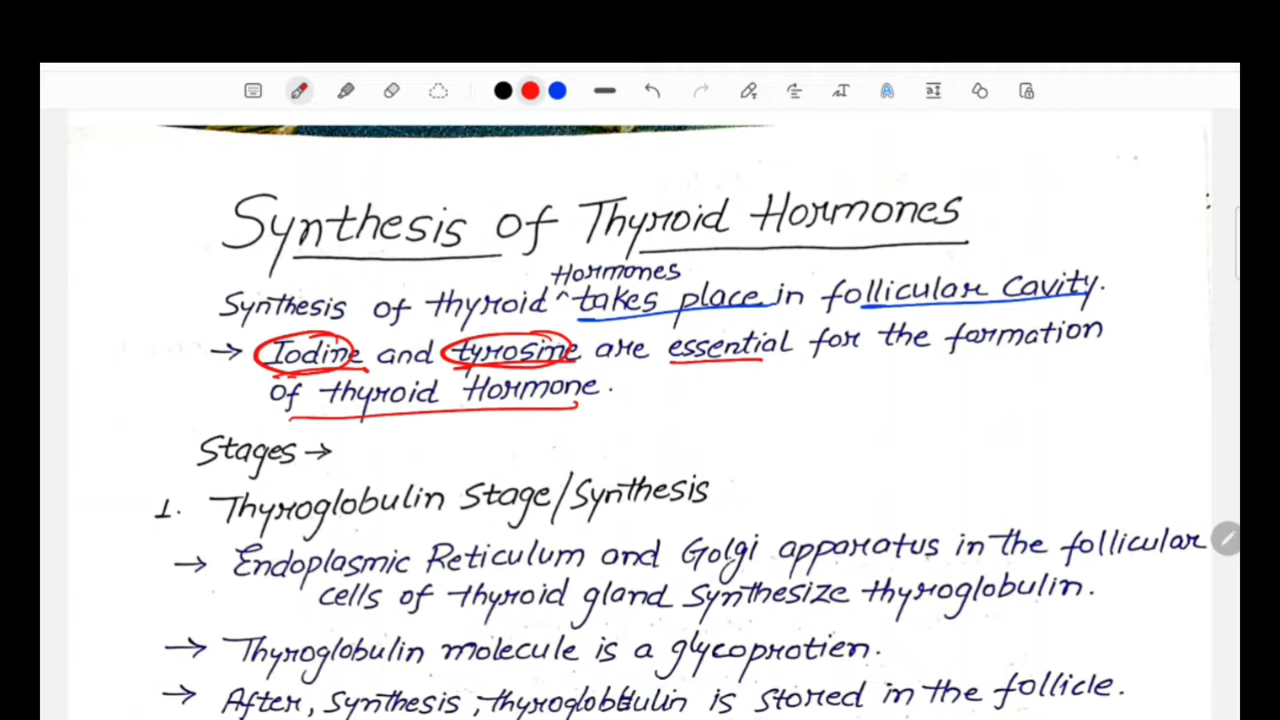 Synthesis of Thyroid Hormones
Hormones
Synthesis of thyroid ^ takes place in follicular cavity.
→ Iodine and tyrosine are essential for the formation
of thyroid Hormone.
Stages →
1. Thyroglobulin Stage/Synthesis
→ Endoplasmic Reticulum and Golgi apparatus in the follicular
cells of thyroid gland synthesize thyroglobulin.
→ Thyroglobulin molecule is a glycoprotien.
→ After, synthesis, thyroglobulin is stored in the follicle.